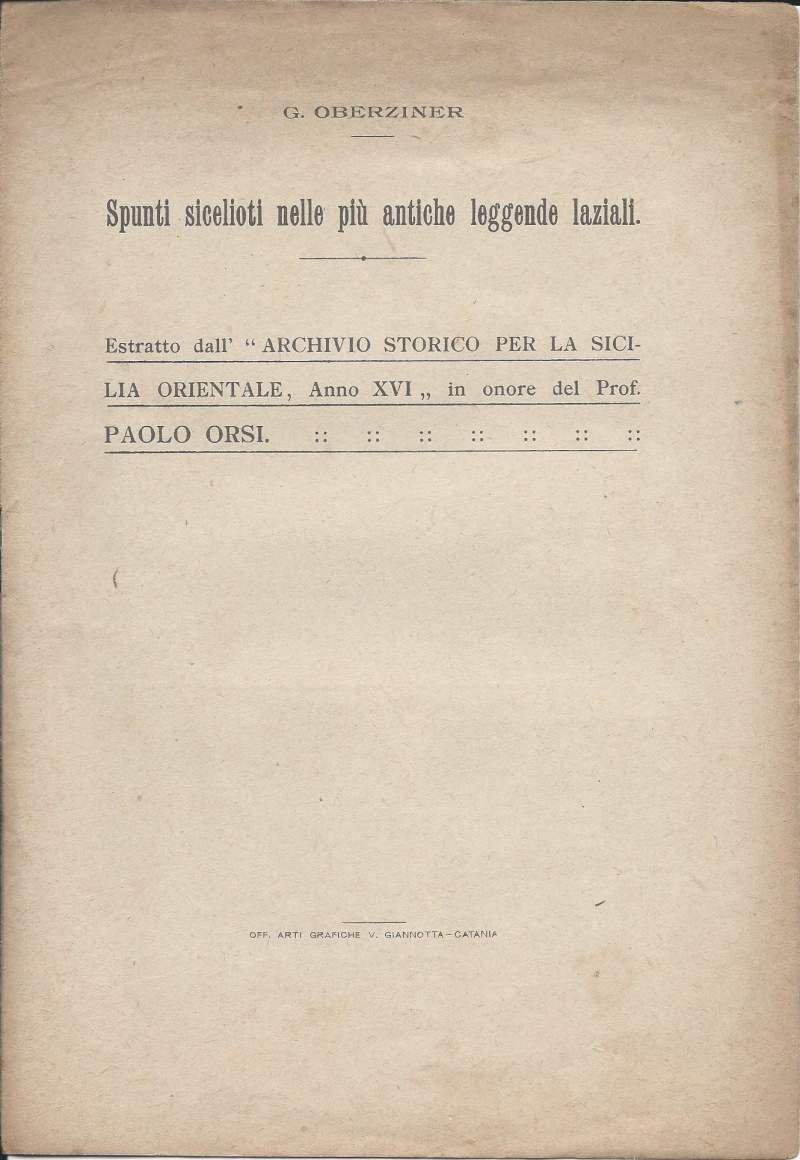 G. OBERZINER
Spunti sicelioti nelle più antiche leggende laziali.
Estratto dall' “ ARCHIVIO STORICO PER LA SICI-
LIA ORIENTALE, Anno XVI „ in onore del Prof.
PAOLO ORSI. :: :: :: :: :: :: ::
OFF. ARTI GRAFICHE V. GIANNOTTA—CATANIA